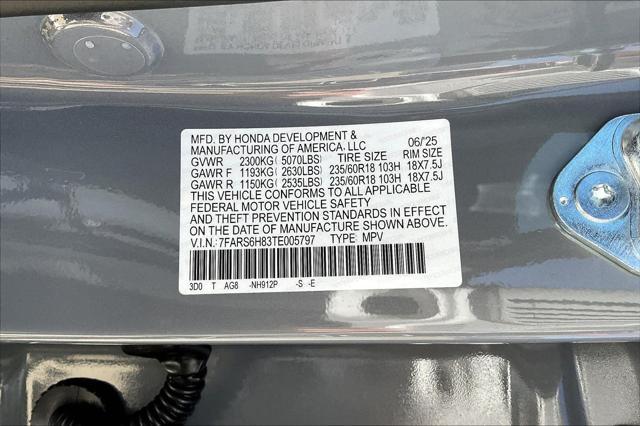 MFD. BY HONDA DEVELOPMENT &
MANUFACTURING OF AMERICA, LLC 06/25
GVWR 2300KG( 5070LBS) TIRE SIZE RIM SIZE
GAWR F 1193KG( 2630LBS) 235/60R18 103H 18X7.5J
GAWR R 1150KG( 2535LBS) 235/60R18 103H 18X7.5J
THIS VEHICLE CONFORMS TO ALL APPLICABLE
FEDERAL MOTOR VEHICLE SAFETY
AND THEFT PREVENTION STANDARDS IN EFFECT
ON THE DATE OF MANUFACTURE SHOWN ABOVE.
V.I.N.: 7FARS6H83TE005797 TYPE: MPV
3D0 T AG8 -NH912P -S -E